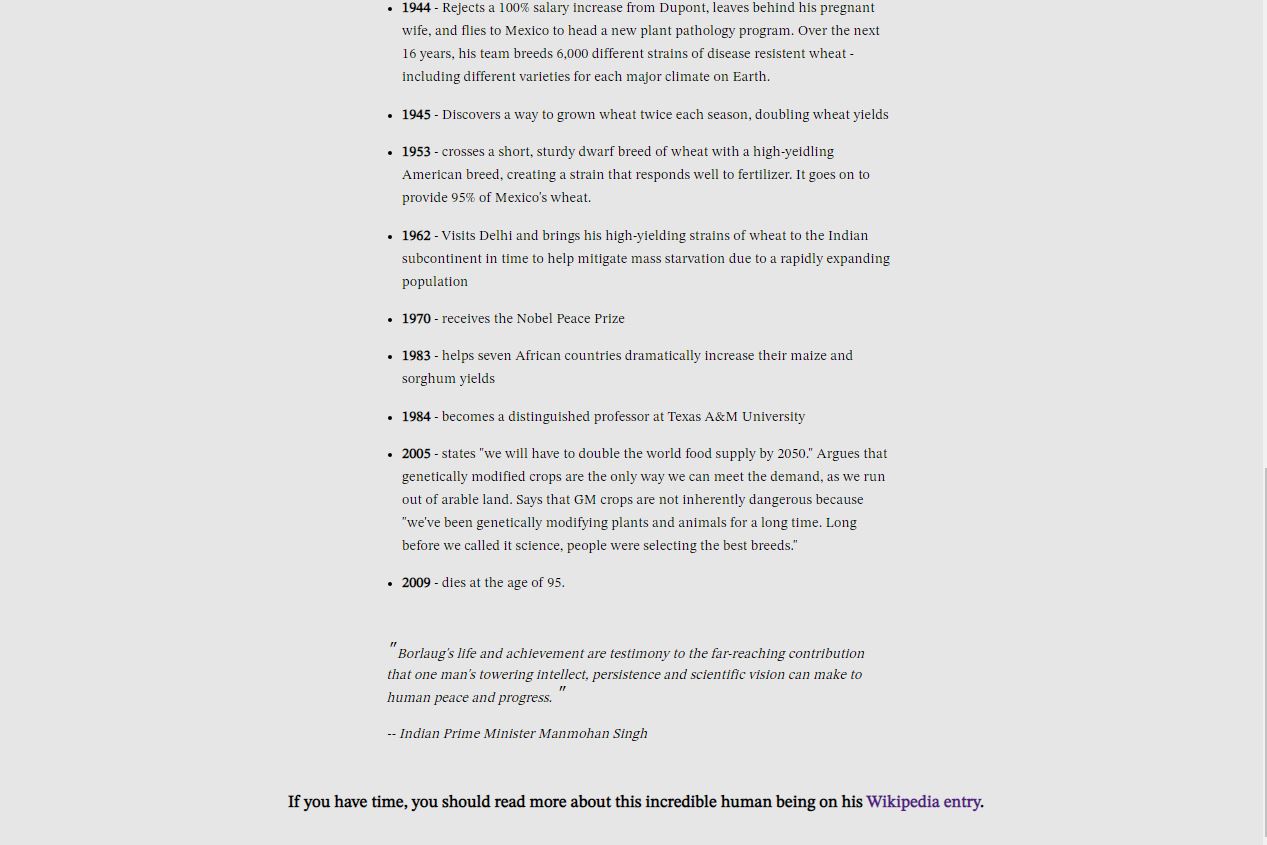 • 1944 - Rejects a 100% salary increase from Dupont, leaves behind his pregnant
wife, and flies to Mexico to head a new plant pathology program. Over the next
16 years, his team breeds 6,000 different strains of disease resistent wheat -
including different varieties for each major climate on Earth.
• 1945 - Discovers a way to grown wheat twice each season, doubling wheat yields
• 1953 - crosses a short, sturdy dwarf breed of wheat with a high-yeidling
American breed, creating a strain that responds well to fertilizer. It goes on to
provide 95% of Mexico's wheat.
• 1962 - Visits Delhi and brings his high-yielding strains of wheat to the Indian
subcontinent in time to help mitigate mass starvation due to a rapidly expanding
population
• 1970 - receives the Nobel Peace Prize
• 1983 - helps seven African countries dramatically increase their maize and
sorghum yields
• 1984 - becomes a distinguished professor at Texas A&M University
• 2005 - states "we will have to double the world food supply by 2050." Argues that
genetically modified crops are the only way we can meet the demand, as we run
out of arable land. Says that GM crops are not inherently dangerous because
"we've been genetically modifying plants and animals for a long time. Long
before we called it science, people were selecting the best breeds."
• 2009 - dies at the age of 95.
"Borlaug's life and achievement are testimony to the far-reaching contribution
that one man's towering intellect, persistence and scientific vision can make to
human peace and progress. "
-- Indian Prime Minister Manmohan Singh
If you have time, you should read more about this incredible human being on his Wikipedia entry.